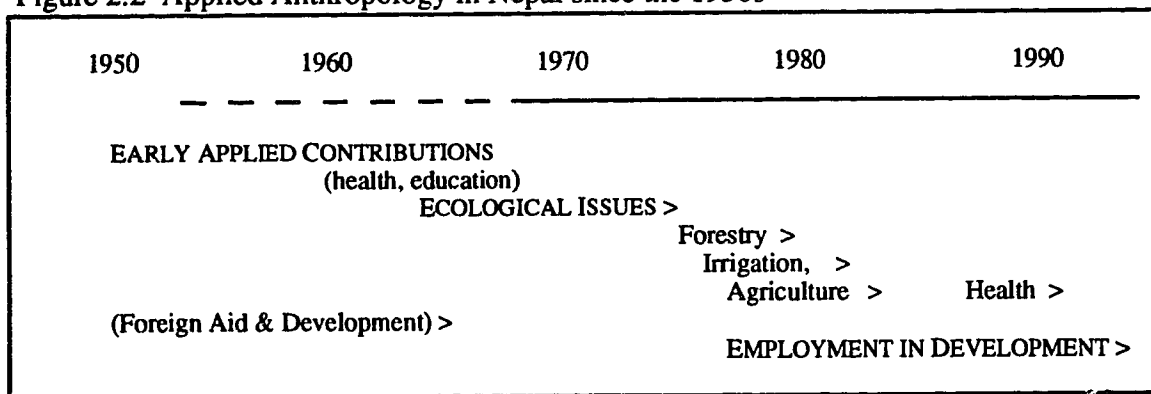 Figure 2.2 Applied Anthropology in Nepal since the 1950s
1950 1960 1970 1980 1990
EARLY APPLIED CONTRIBUTIONS
(health, education)
ECOLOGICAL ISSUES >
Forestry >
Irrigation, >
Agriculture > Health >
(Foreign Aid & Development) >
EMPLOYMENT IN DEVELOPMENT >